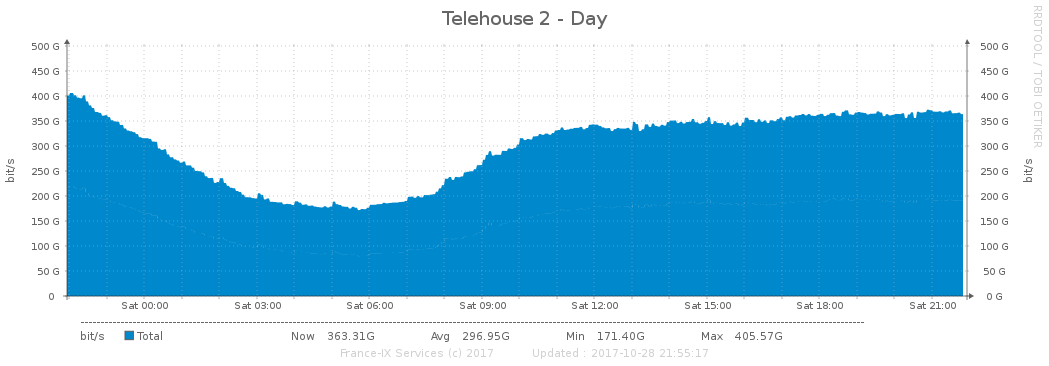 Telehouse 2 - Day
RRDTOOL / TOBI OETIKER
bit/s
bit/s
500 G 500 G
450 G 450 G
400 G 400 G
350 G 350 G
300 G 300 G
250 G 250 G
200 G 200 G
150 G 150 G
100 G 100 G
50 G 50 G
0 0 G
Sat 00:00 Sat 03:00 Sat 06:00 Sat 09:00 Sat 12:00 Sat 15:00 Sat 18:00 Sat 21:00
bit/s Total Now 363.31G Avg 296.95G Min 171.40G Max 405.57G
France-IX Services (c) 2017 Updated : 2017-10-28 21:55:17